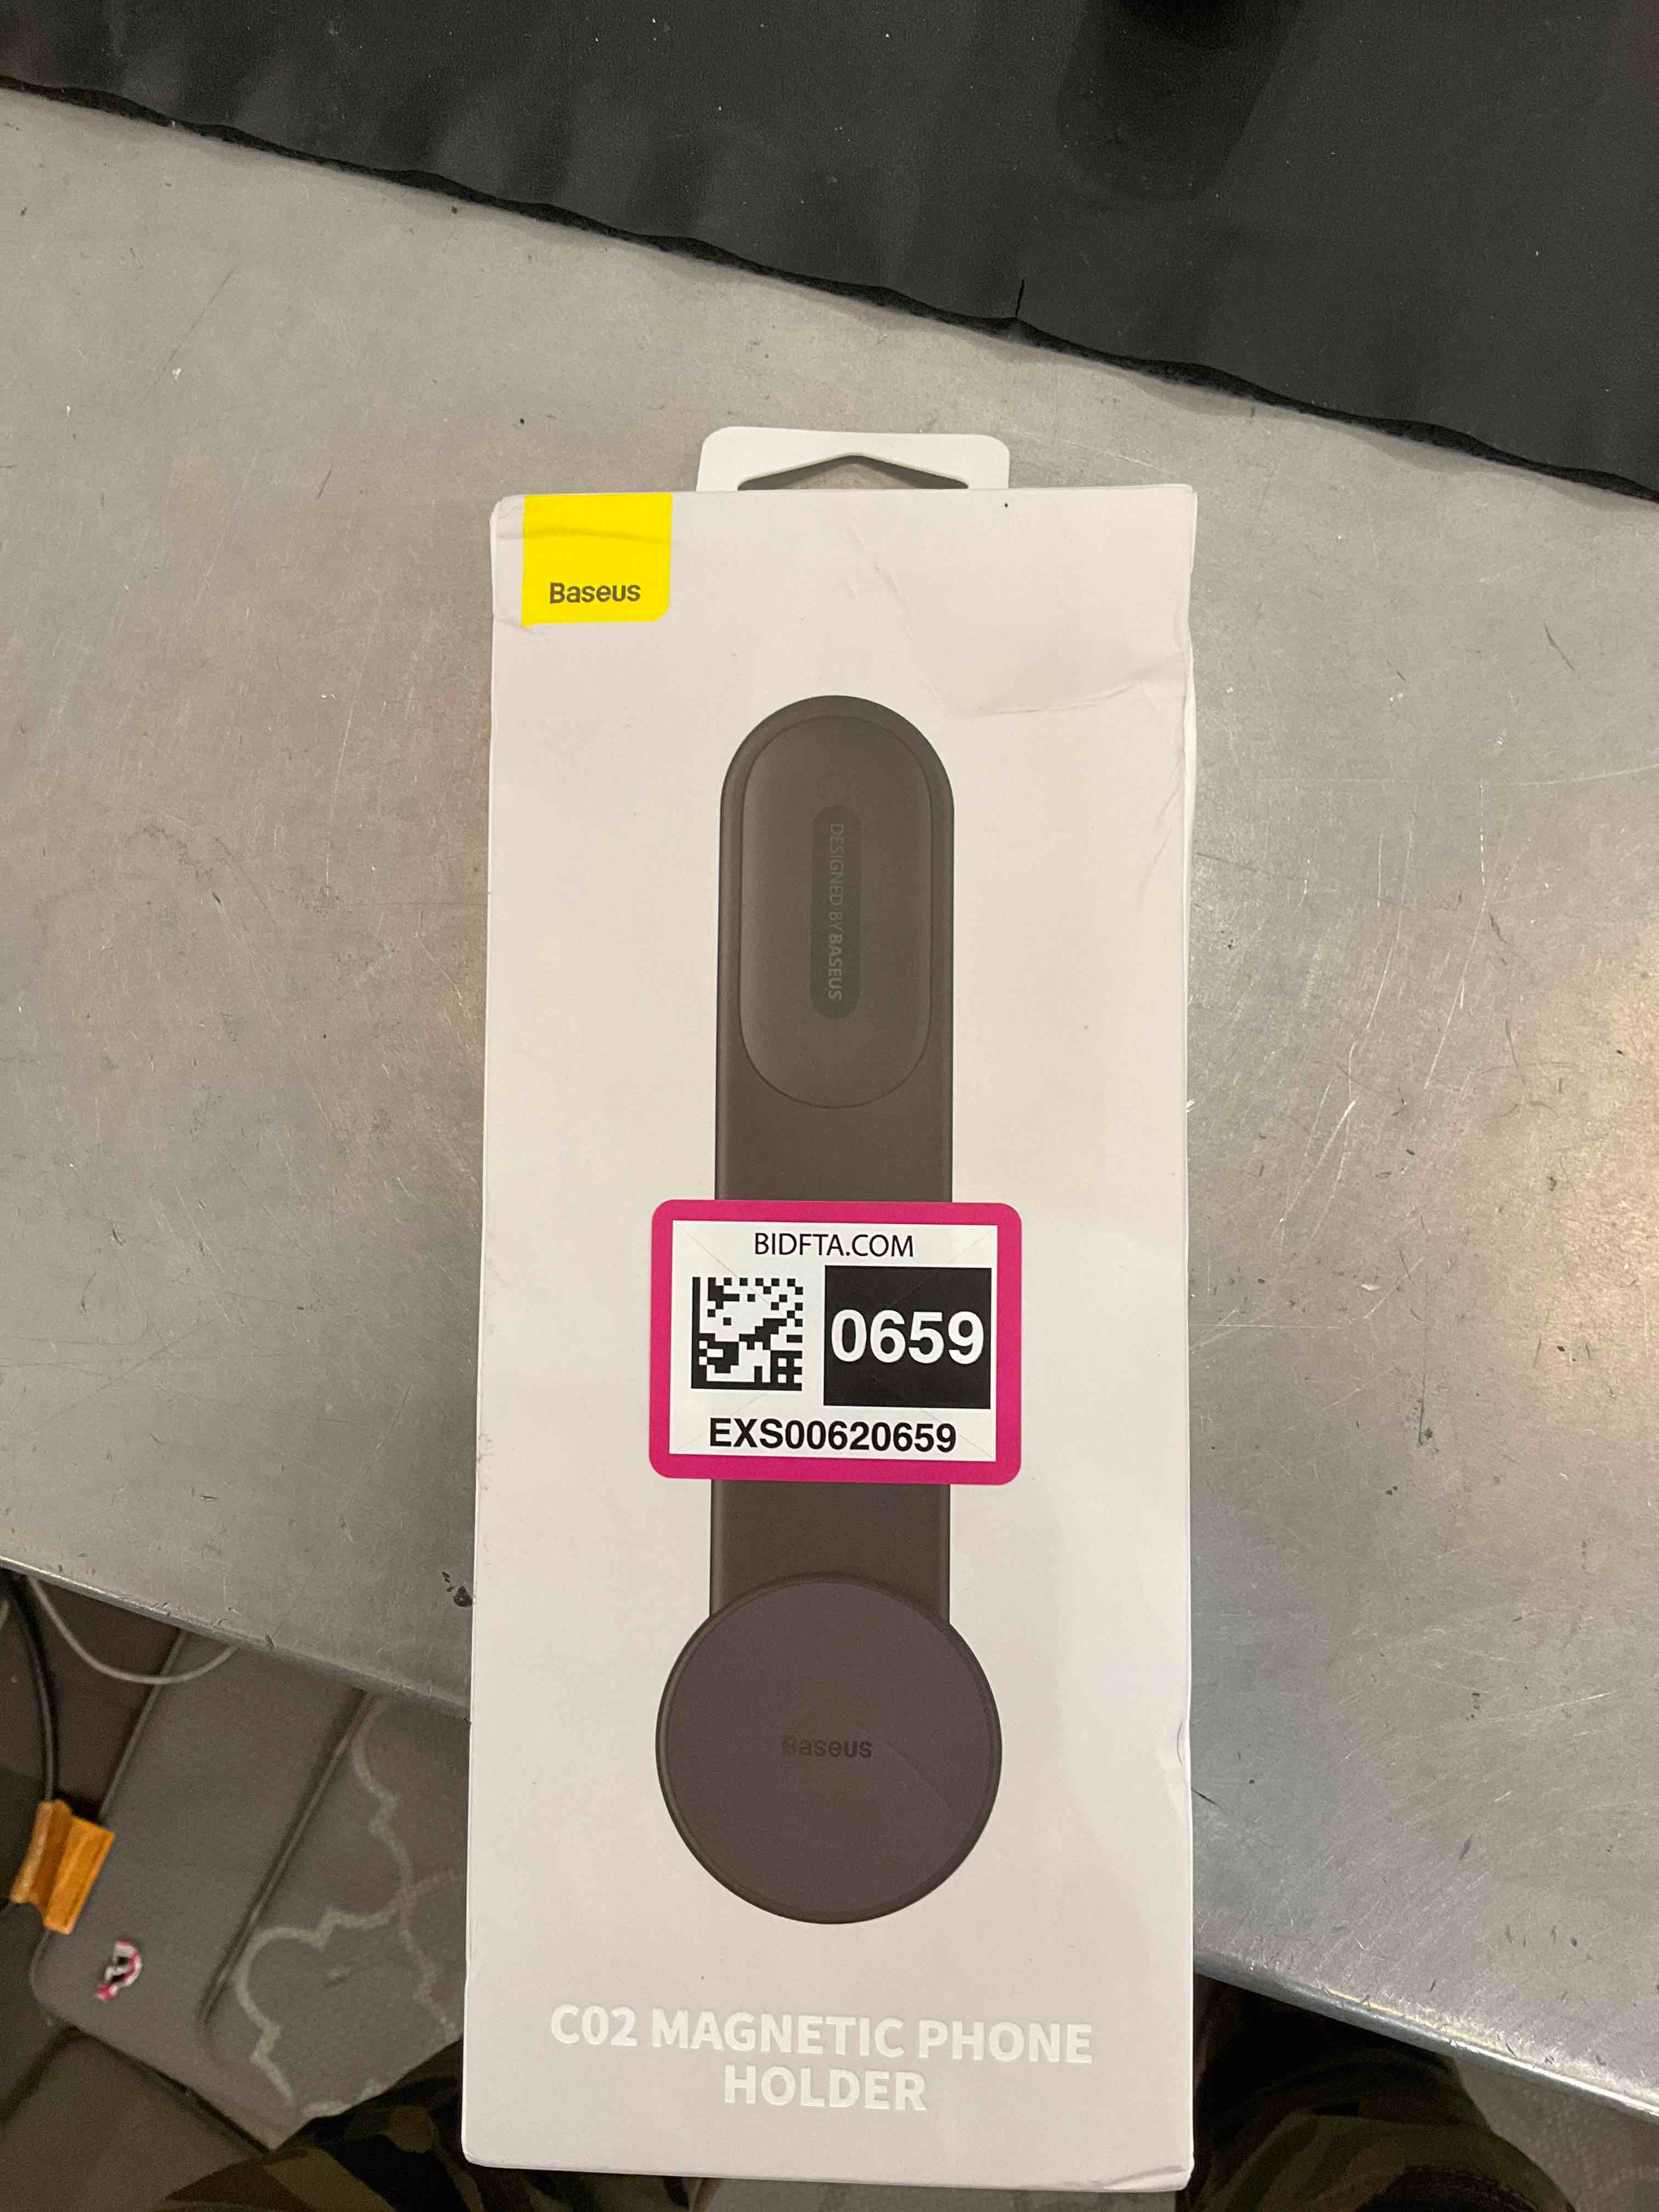 Baseus
DESIGNED BY BASEUS
BIDFTA.COM
0659
EXS00620659
Baseus
C02 MAGNETIC PHONE
HOLDER